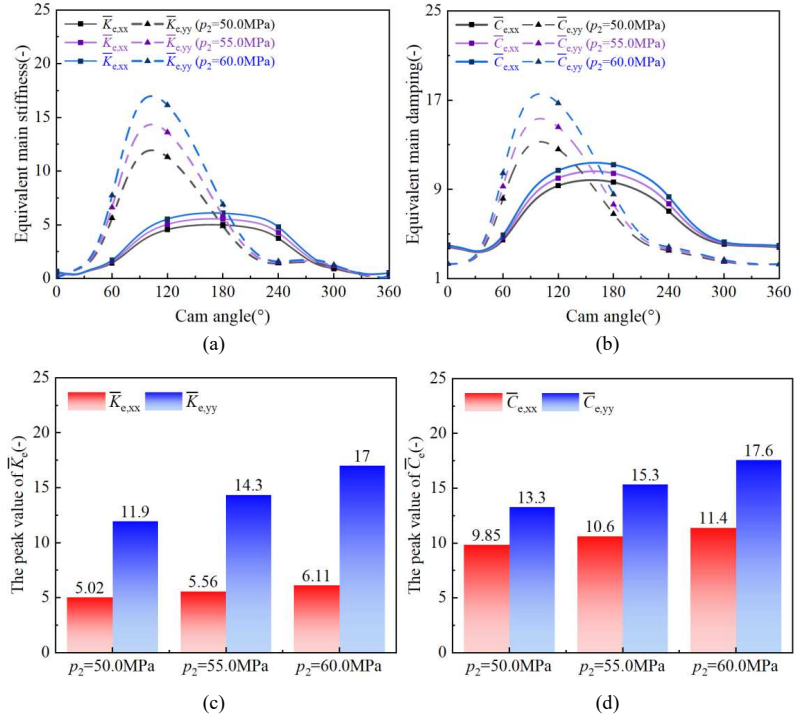 K̅e,xx K̅e,yy (p2=50.0MPa)
K̅e,xx K̅e,yy (p2=55.0MPa)
K̅e,xx K̅e,yy (p2=60.0MPa)
Equivalent main stiffness(-)
25
20
15
10
5
0
0 60 120 180 240 300 360
Cam angle(°)
(a)
C̅e,xx C̅e,yy (p2=50.0MPa)
C̅e,xx C̅e,yy (p2=55.0MPa)
C̅e,xx C̅e,yy (p2=60.0MPa)
Equivalent main damping(-)
25
17
9
1
0 60 120 180 240 300 360
Cam angle(°)
(b)
K̅e,xx K̅e,yy
The peak value of K̅e(-)
25
20
15
10
5
0
5.02 11.9 5.56 14.3 6.11 17
p2=50.0MPa p2=55.0MPa p2=60.0MPa
(c)
C̅e,xx C̅e,yy
The peak value of C̅e(-)
25
20
15
10
5
0
9.85 13.3 10.6 15.3 11.4 17.6
p2=50.0MPa p2=55.0MPa p2=60.0MPa
(d)